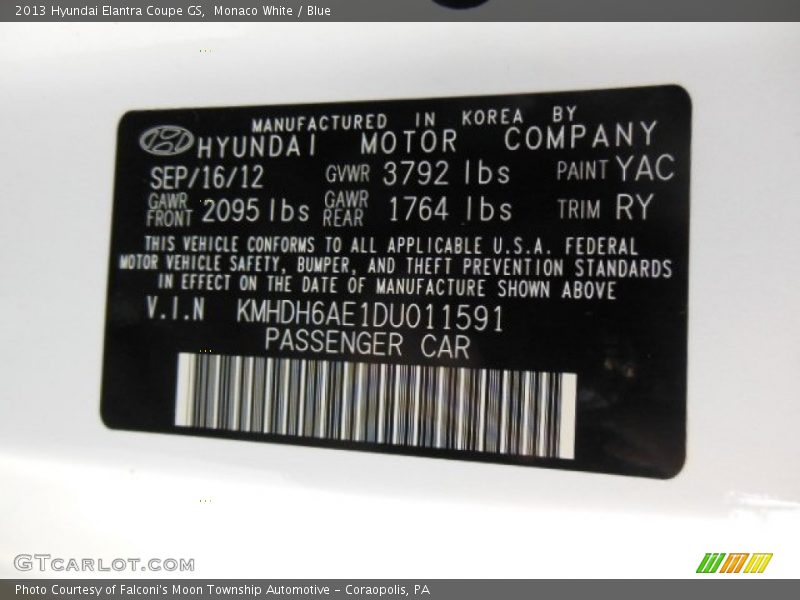 2013 Hyundai Elantra Coupe GS, Monaco White / Blue
MANUFACTURED IN KOREA BY
HYUNDAI MOTOR COMPANY
SEP/16/12 GVWR 3792 lbs PAINT YAC
GAWR FRONT 2095 lbs GAWR REAR 1764 lbs TRIM RY
THIS VEHICLE CONFORMS TO ALL APPLICABLE U.S.A. FEDERAL
MOTOR VEHICLE SAFETY, BUMPER, AND THEFT PREVENTION STANDARDS
IN EFFECT ON THE DATE OF MANUFACTURE SHOWN ABOVE
V.I.N KMHDH6AE1DU011591
PASSENGER CAR
GTCARLOT.COM
Photo Courtesy of Falconi's Moon Township Automotive - Coraopolis, PA